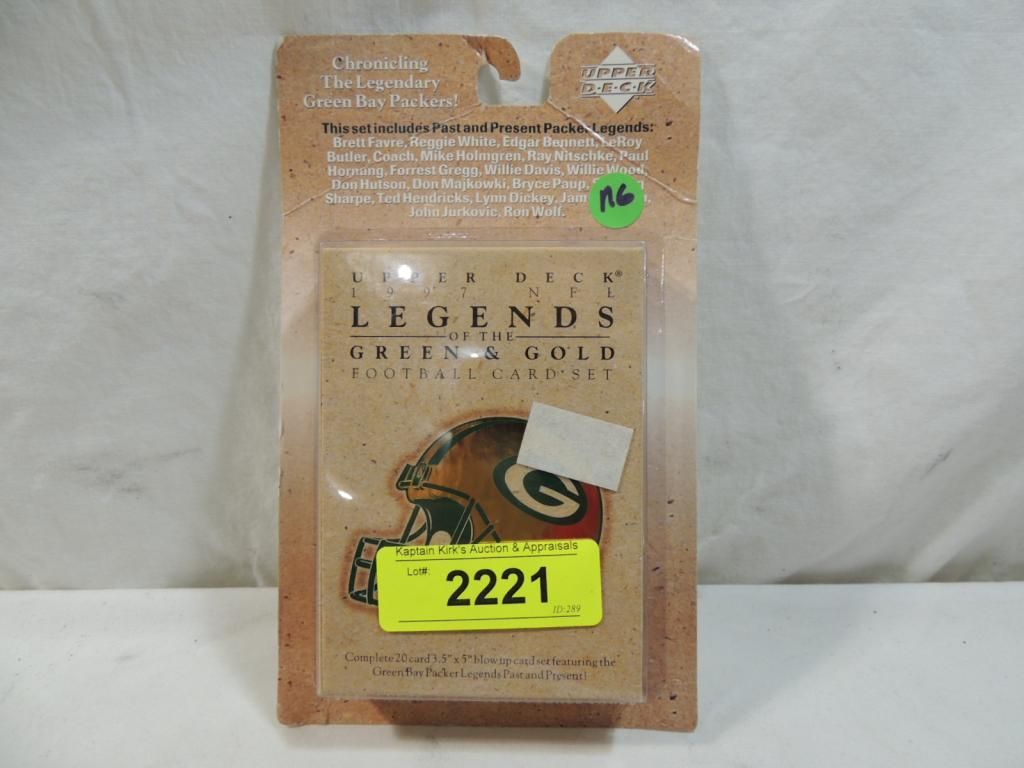 Chronicling
The Legendary
Green Bay Packers!
UPPER
D·E·C·K
This set includes Past and Present Packer Legends:
Brett Favre, Reggie White, Edgar Bennett, LeRoy
Butler, Coach, Mike Holmgren, Ray Nitschke, Paul
Hornung, Forrest Gregg, Willie Davis, Willie Wood,
Don Hutson, Don Majkowki, Bryce Paup,
Sharpe, Ted Hendricks, Lynn Dickey,
John Jurkovic, Ron Wolf.
UPPER DECK®
1997 NFL
LEGENDS
OF THE
GREEN & GOLD
FOOTBALL CARD SET
G
Kaptain Kirk's Auction & Appraisals
Lot#: 2221
ID:289
Complete 20 card 3.5" x 5" blow up card set featuring the
Green Bay Packer Legends Past and Present!